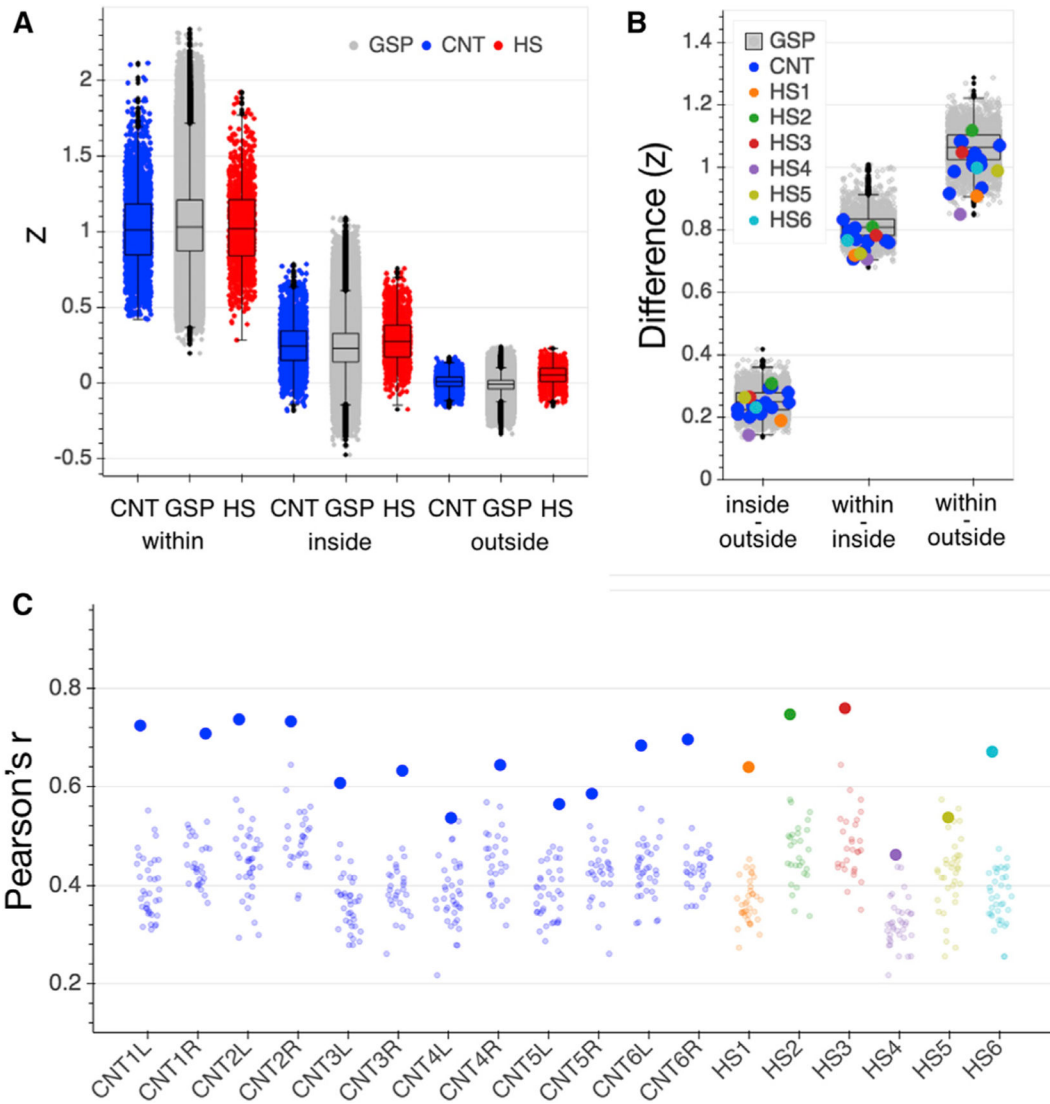 A
GSP CNT HS
z
2
1.5
1
0.5
0
-0.5
CNT GSP HS CNT GSP HS CNT GSP HS
within inside outside
B
GSP
CNT
HS1
HS2
HS3
HS4
HS5
HS6
Difference (z)
1.4
1.2
1
0.8
0.6
0.4
0.2
0
inside - outside
within - inside
within - outside
C
Pearson's r
0.8
0.6
0.4
0.2
CNT1L CNT1R CNT2L CNT2R CNT3L CNT3R CNT4L CNT4R CNT5L CNT5R CNT6L CNT6R HS1 HS2 HS3 HS4 HS5 HS6